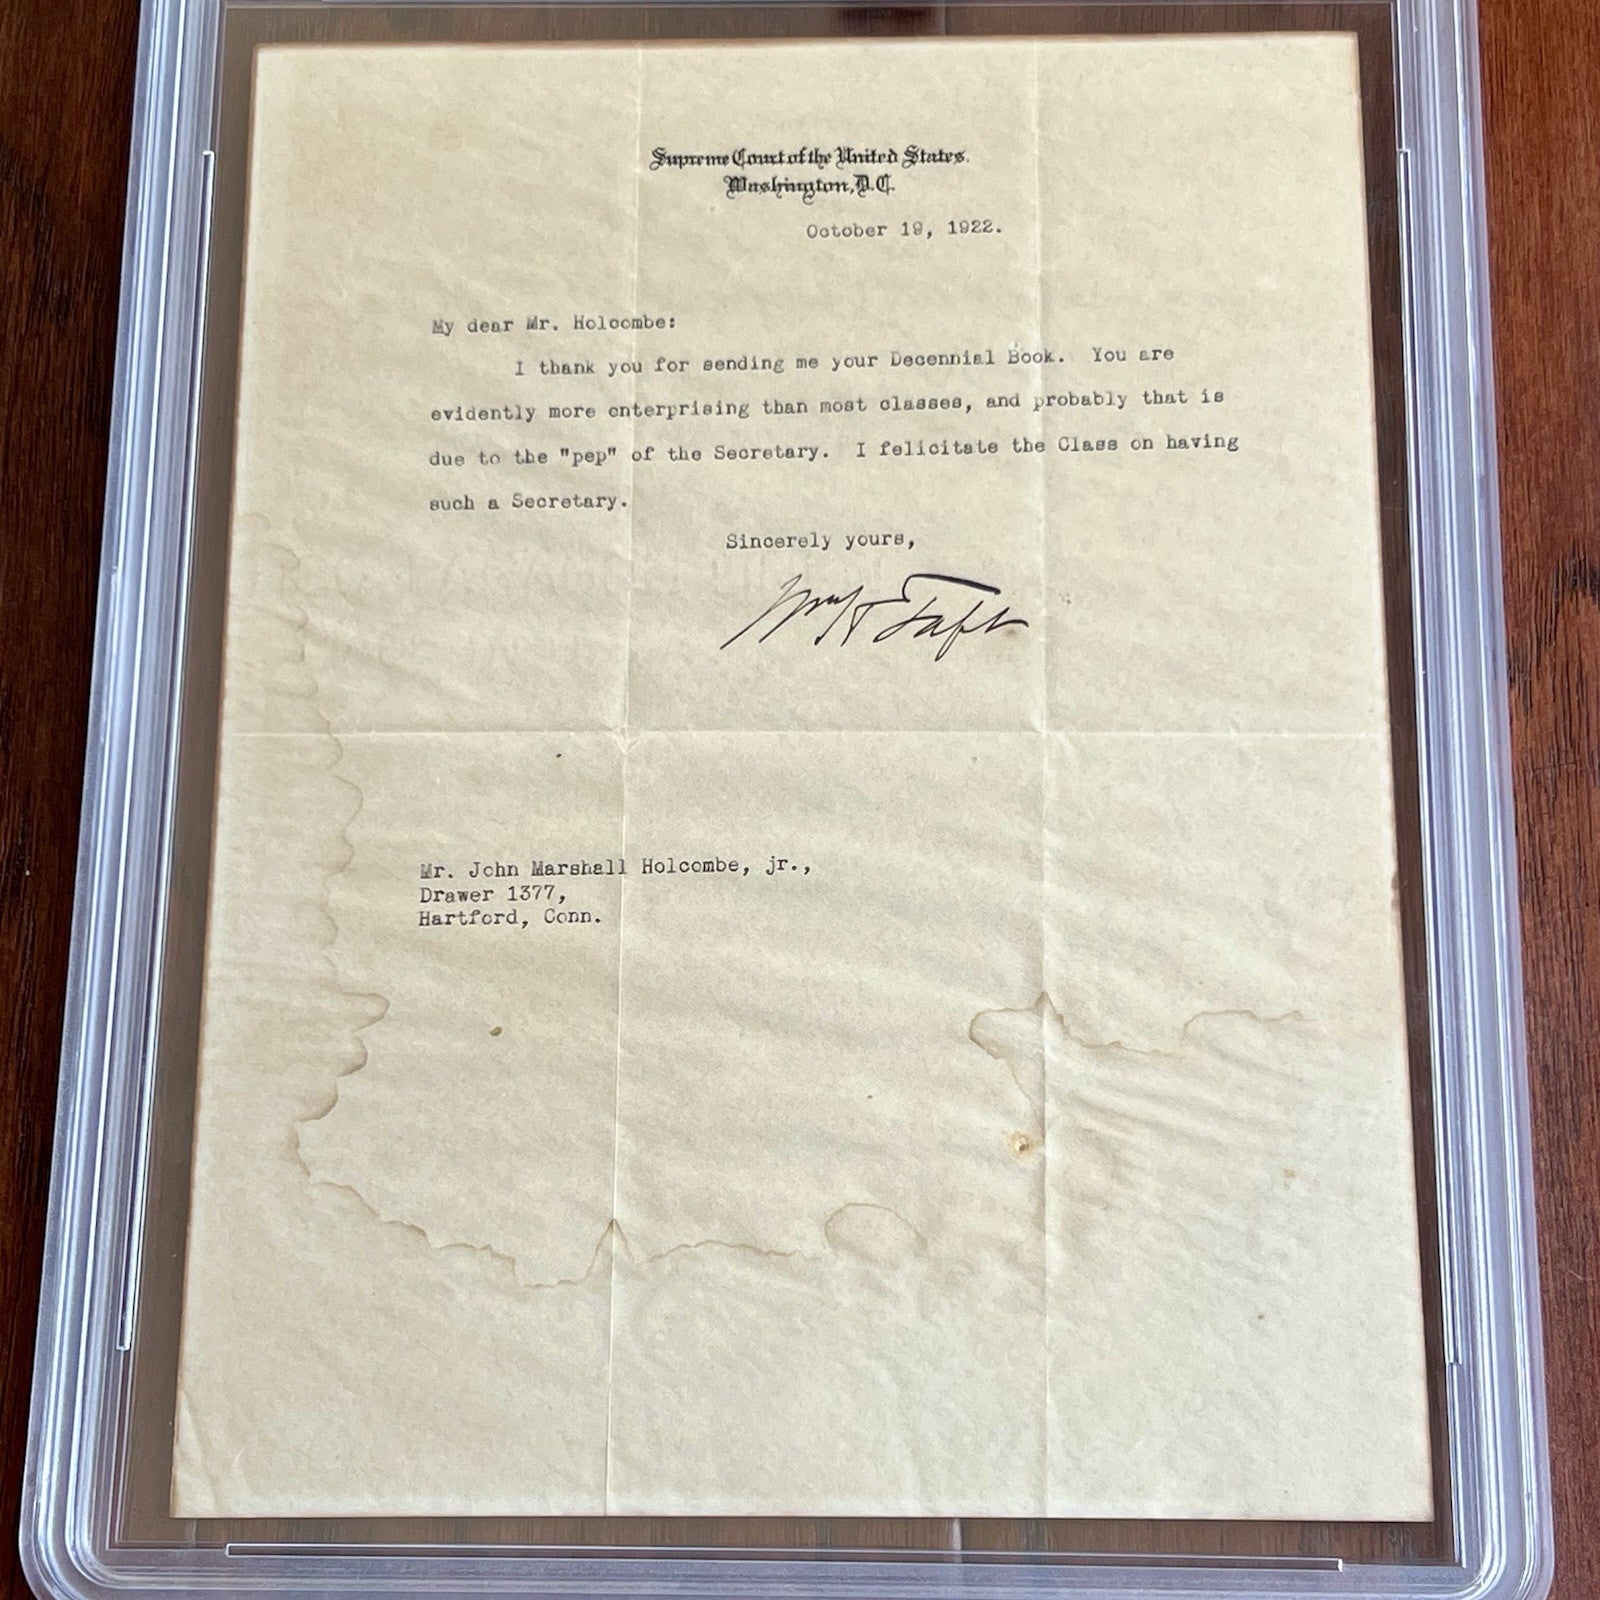 Supreme Court of the United States.
Washington, D.C.
October 19, 1922.
My dear Mr. Holcombe:
I thank you for sending me your Decennial Book. You are
evidently more enterprising than most classes, and probably that is
due to the "pep" of the Secretary. I felicitate the Class on having
such a Secretary.
Sincerely yours,
Wm H Taft
Mr. John Marshall Holcombe, jr.,
Drawer 1377,
Hartford, Conn.